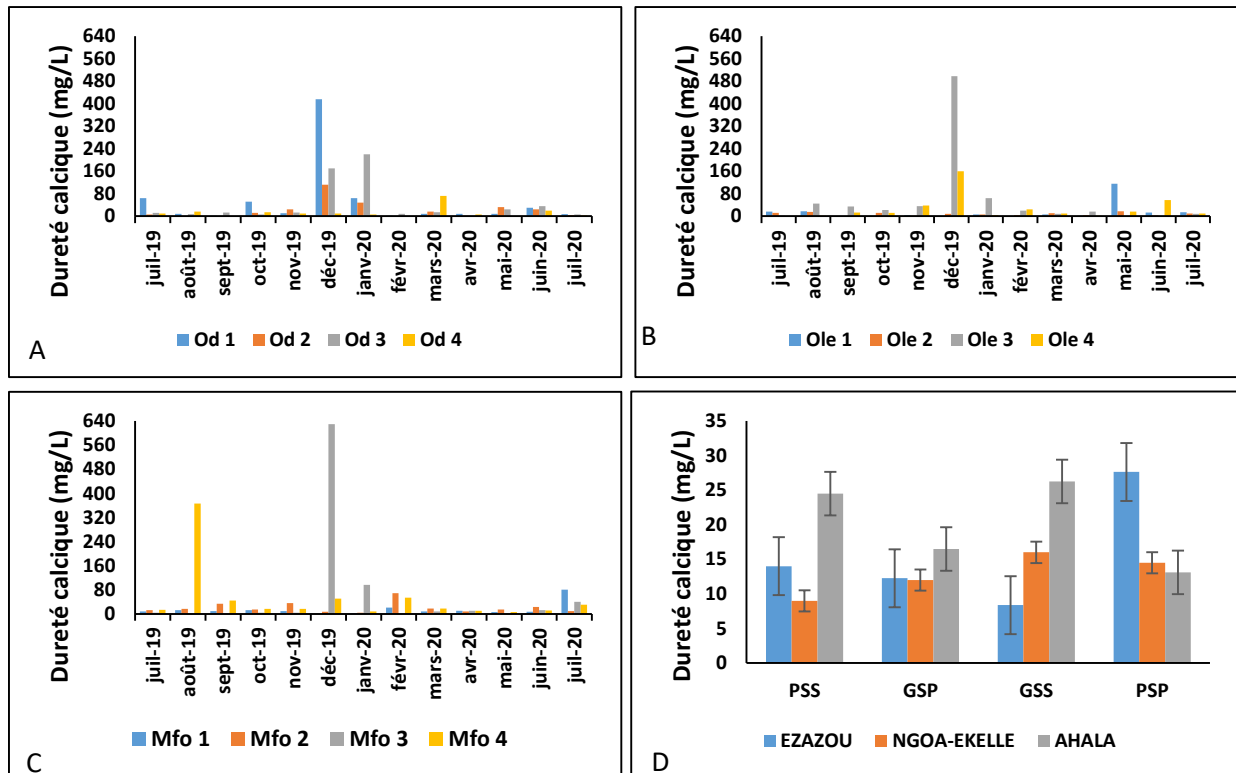 Dureté calcique (mg/L)
640
560
480
400
320
240
160
80
0
juil-19
août-19
sept-19
oct-19
nov-19
déc-19
janv-20
févr-20
mars-20
avr-20
mai-20
juin-20
juil-20
Od 1 Od 2 Od 3 Od 4
A
Dureté calcique (mg/L)
640
560
480
400
320
240
160
80
0
juil-19
août-19
sept-19
oct-19
nov-19
déc-19
janv-20
févr-20
mars-20
avr-20
mai-20
juin-20
juil-20
Ole 1 Ole 2 Ole 3 Ole 4
B
Dureté calcique (mg/L)
640
560
480
400
320
240
160
80
0
juil-19
août-19
sept-19
oct-19
nov-19
déc-19
janv-20
févr-20
mars-20
avr-20
mai-20
juin-20
juil-20
Mfo 1 Mfo 2 Mfo 3 Mfo 4
C
Dureté calcique (mg/L)
35
30
25
20
15
10
5
0
PSS GSP GSS PSP
EZAZOU NGOA-EKELLE AHALA
D